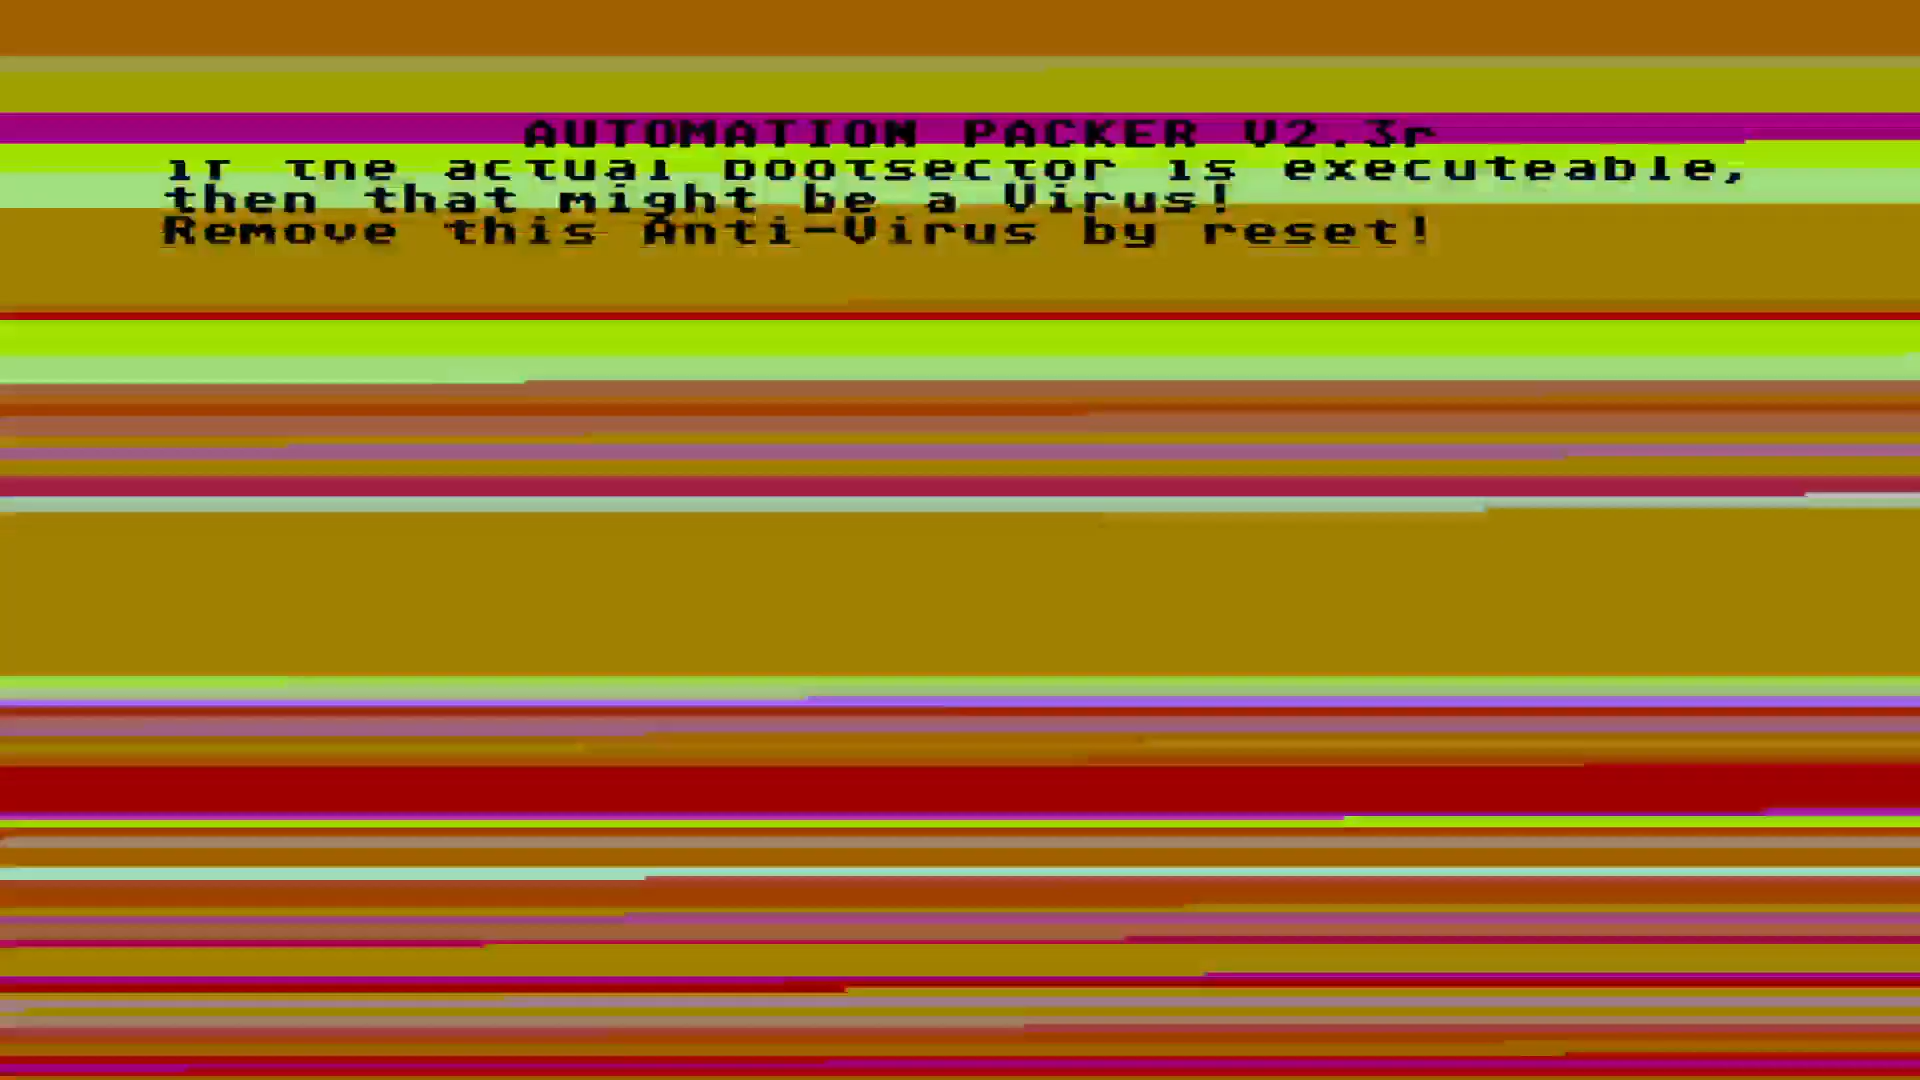 AUTOMATION PACKER V2.3r
If the actual bootsector is executeable,
then that might be a Virus!
Remove this Anti-Virus by reset!